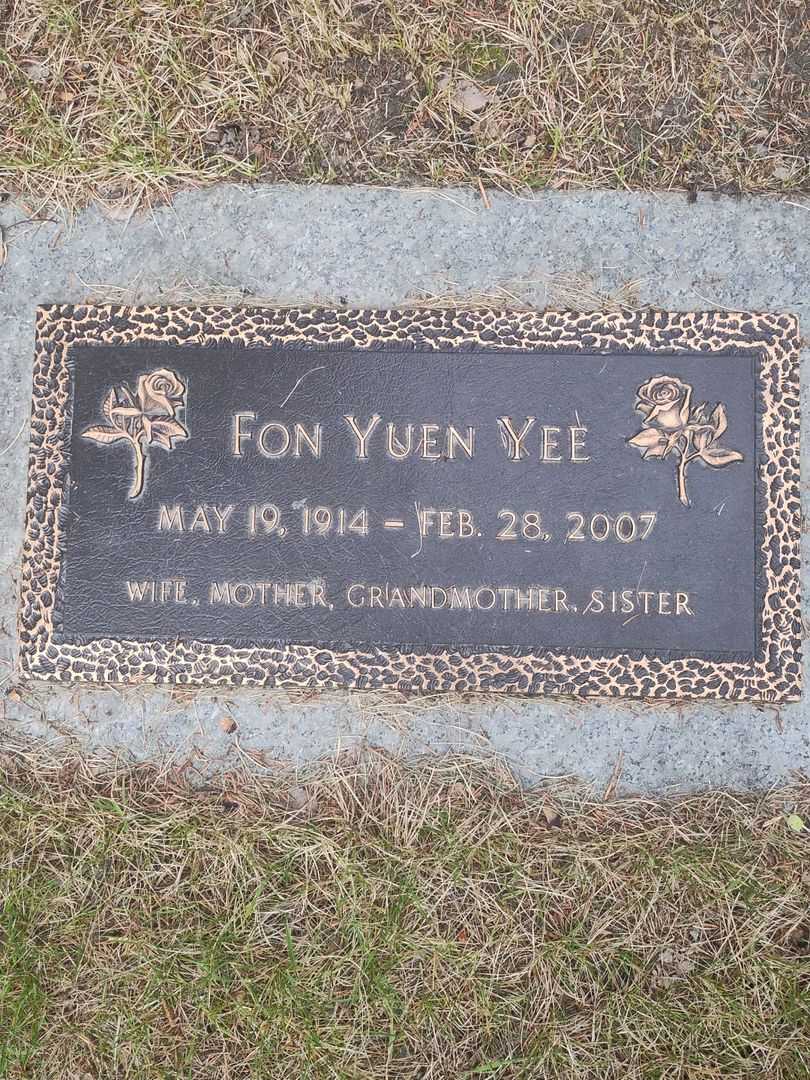 FON YUEN YEE
MAY 19, 1914 – FEB. 28, 2007
WIFE, MOTHER, GRANDMOTHER, SISTER